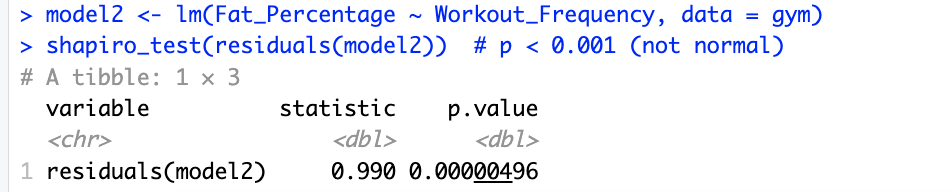 > model2 <- lm(Fat_Percentage ~ Workout_Frequency, data = gym)
> shapiro_test(residuals(model2))  # p < 0.001 (not normal)
# A tibble: 1 × 3
  variable          statistic    p.value
  <chr>                 <dbl>      <dbl>
1 residuals(model2)     0.990 0.00000496